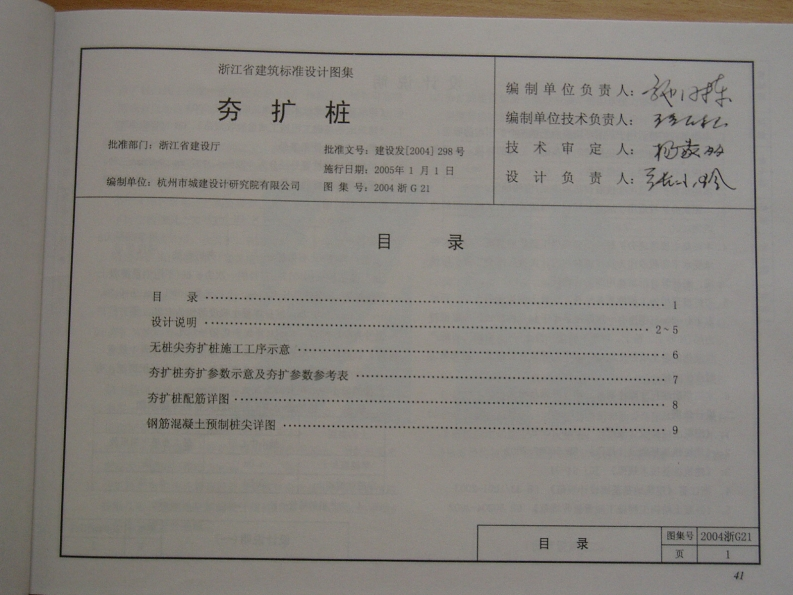 浙江省建筑标准设计图集
夯 扩 桩
批准部门：浙江省建设厅
批准文号：建设发[2004]298号
施行日期：2005年 1 月 1 日
编制单位：杭州市城建设计研究院有限公司
图 集 号：2004 浙 G 21
编 制 单 位 负 责 人：
编制单位技术负责人：
技 术 审 定 人：
设 计 负 责 人：
目 录
目 录 1
设计说明 2~5
无桩尖夯扩桩施工工序示意 6
夯扩桩夯扩参数示意及夯扩参数参考表 7
夯扩桩配筋详图 8
钢筋混凝土预制桩尖详图 9
目 录
图集号 2004浙G21
页 1
41